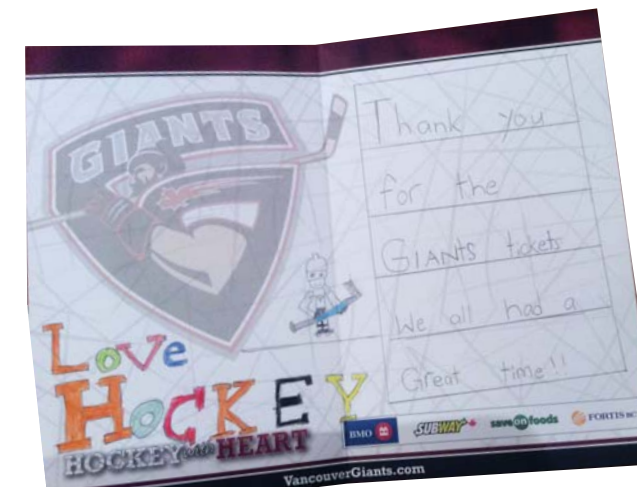 GIANTS
Thank you
for the
GIANTS tickets
We all had a
Great time!!
Love
HOCKEY
HOCKEY with HEART
BMO
SUBWAY
save on foods
FORTIS BC
VancouverGiants.com